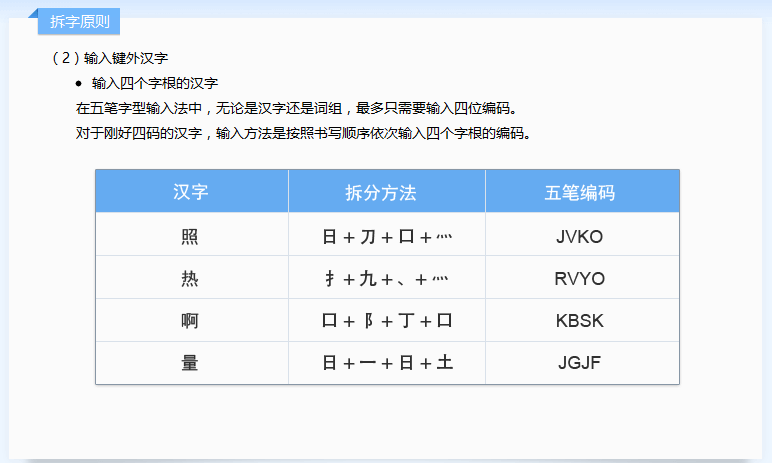 拆字原则
（2）输入键外汉字
• 输入四个字根的汉字
在五笔字型输入法中，无论是汉字还是词组，最多只需要输入四位编码。
对于刚好四码的汉字，输入方法是按照书写顺序依次输入四个字根的编码。
汉字 拆分方法 五笔编码
照 日+刀+口+灬 JVKO
热 扌+九+、+灬 RVYO
啊 口+阝+丁+口 KBSK
量 日+一+日+土 JGJF